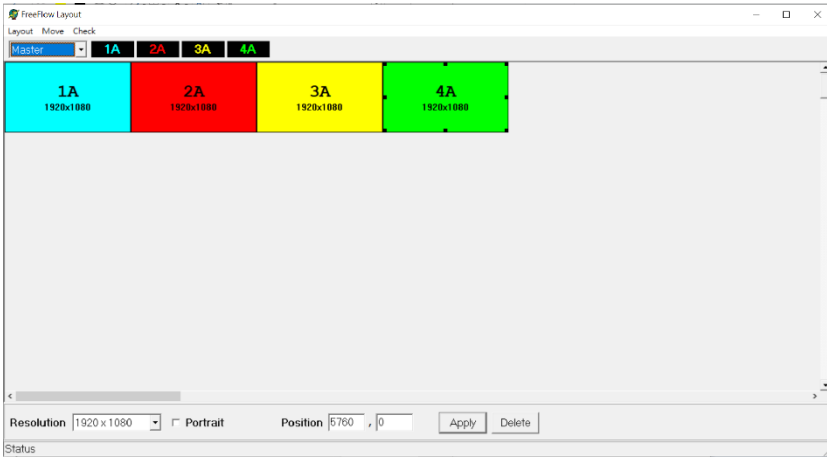 FreeFlow Layout
Layout Move Check
Master 1A 2A 3A 4A
1A 2A 3A 4A
1920x1080 1920x1080 1920x1080 1920x1080
Resolution 1920 x 1080 Portrait Position 5760 , 0 Apply Delete
Status